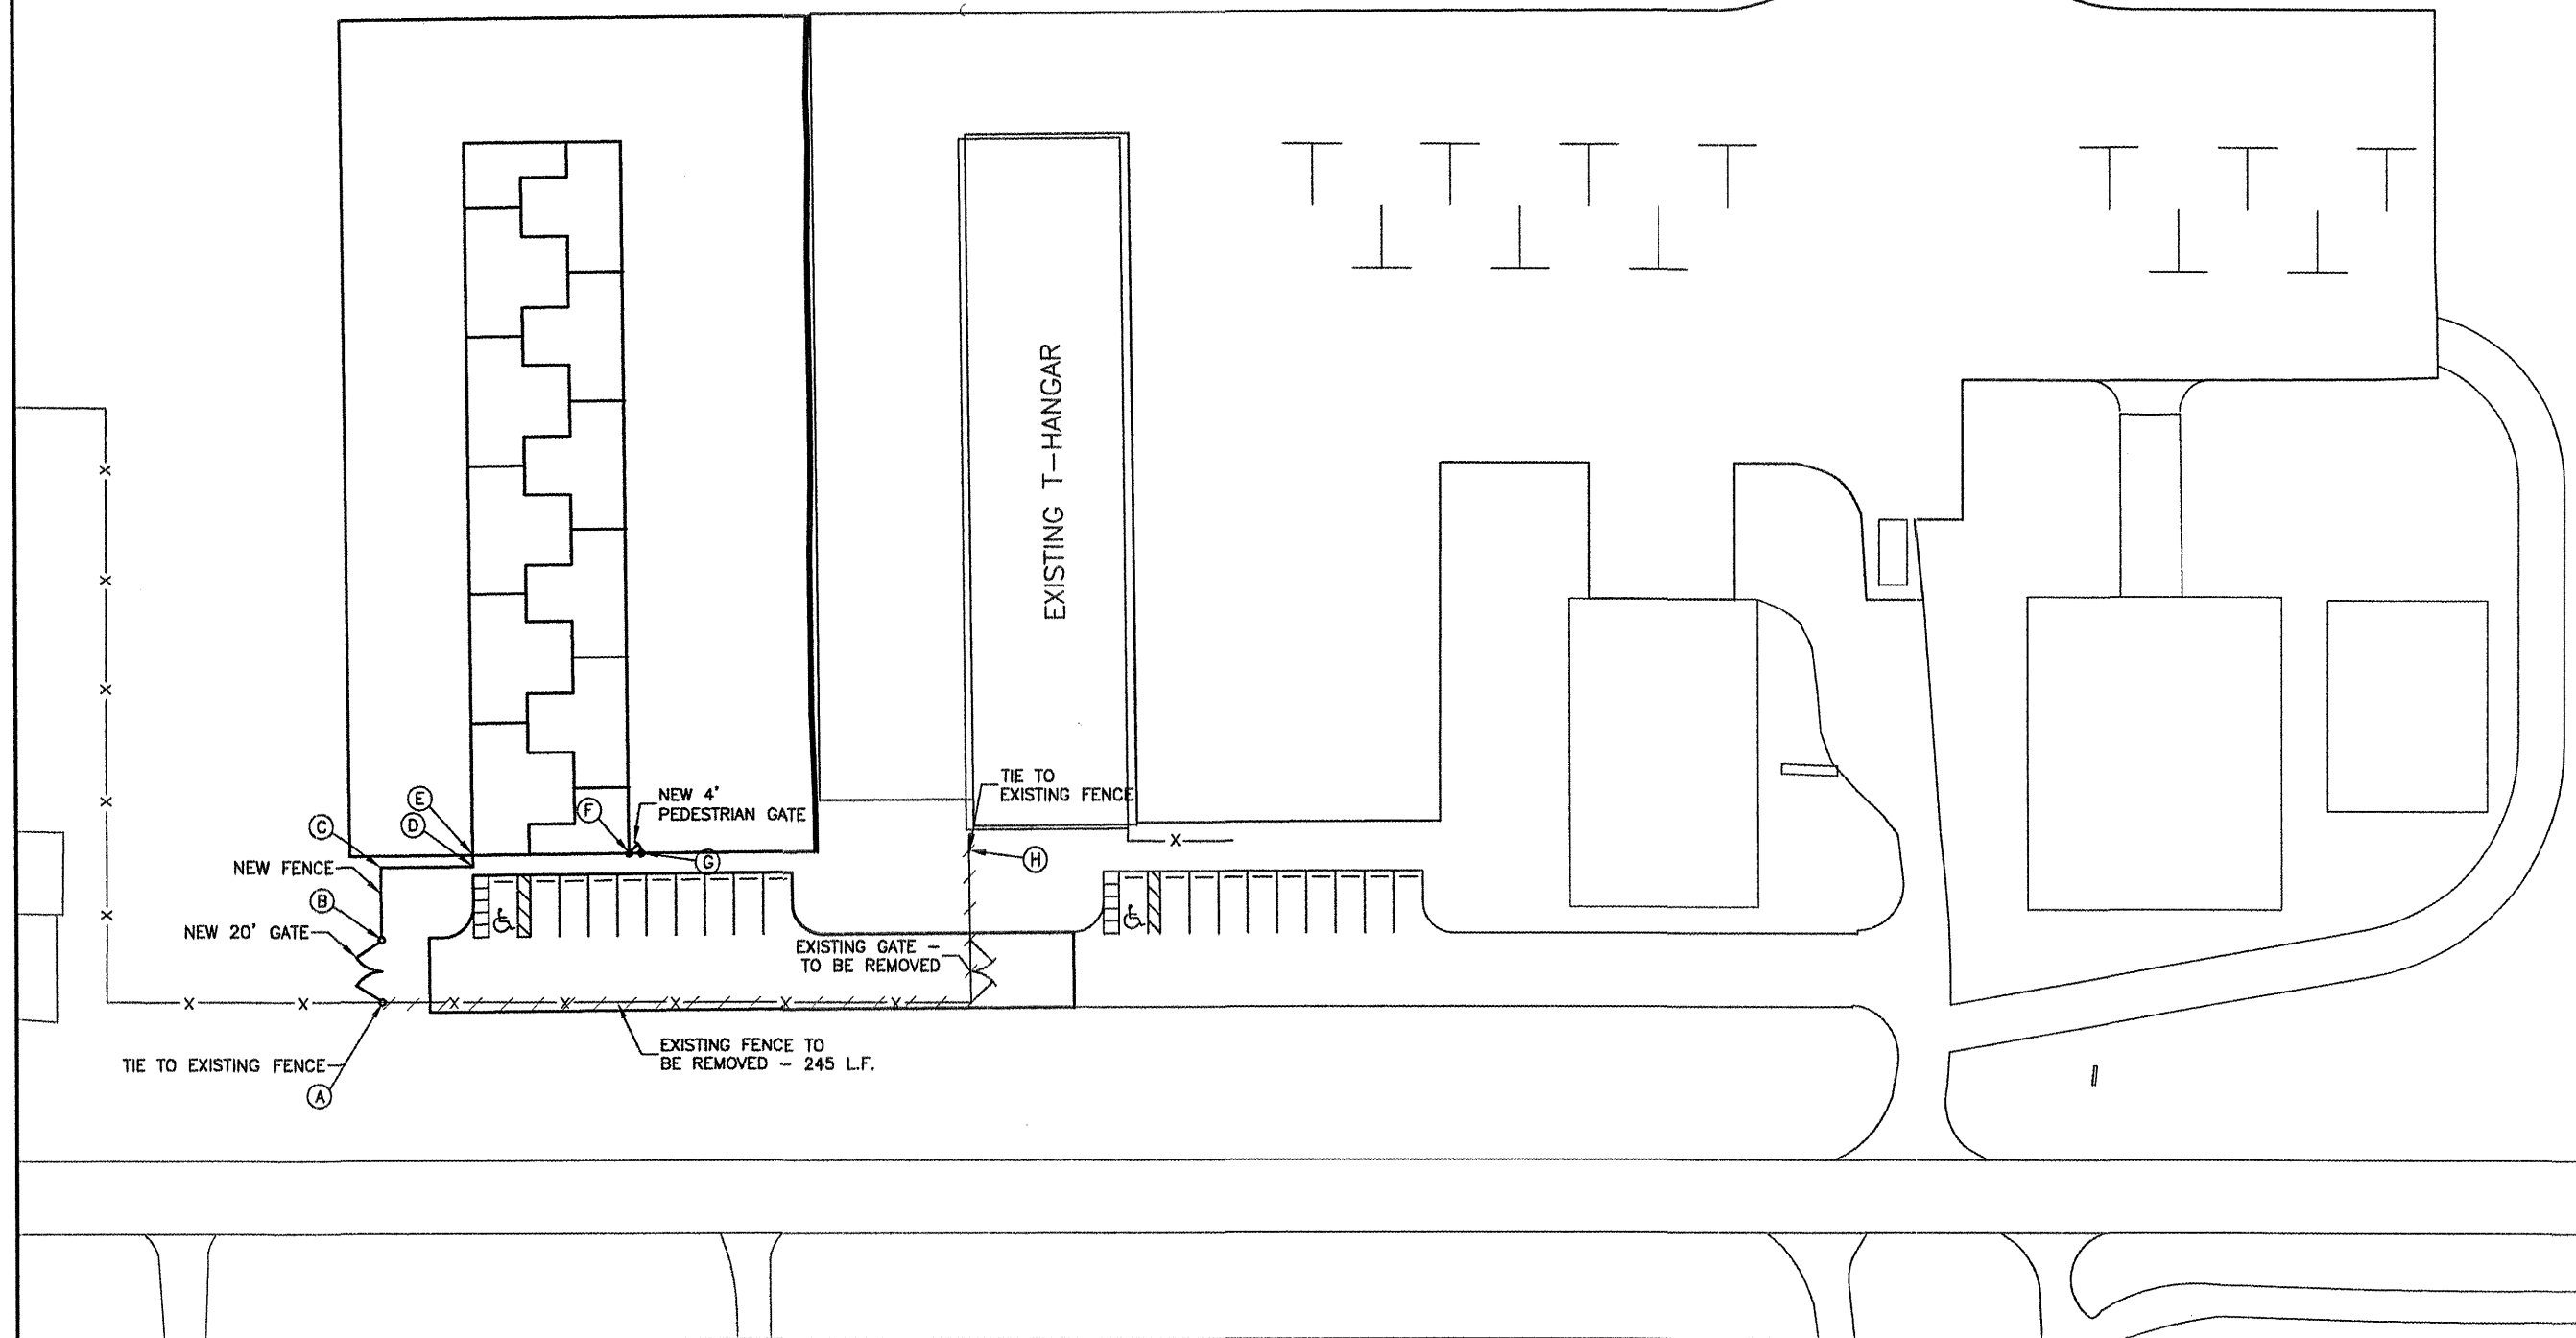 EXISTING T-HANGAR
TIE TO
EXISTING FENCE
NEW 4'
PEDESTRIAN GATE
E
F
D
C
G
H
NEW FENCE
B
NEW 20' GATE
EXISTING GATE -
TO BE REMOVED
X
X
X
X
X
X
X
X
X
X
X
X
X
EXISTING FENCE TO
BE REMOVED - 245 L.F.
TIE TO EXISTING FENCE
A